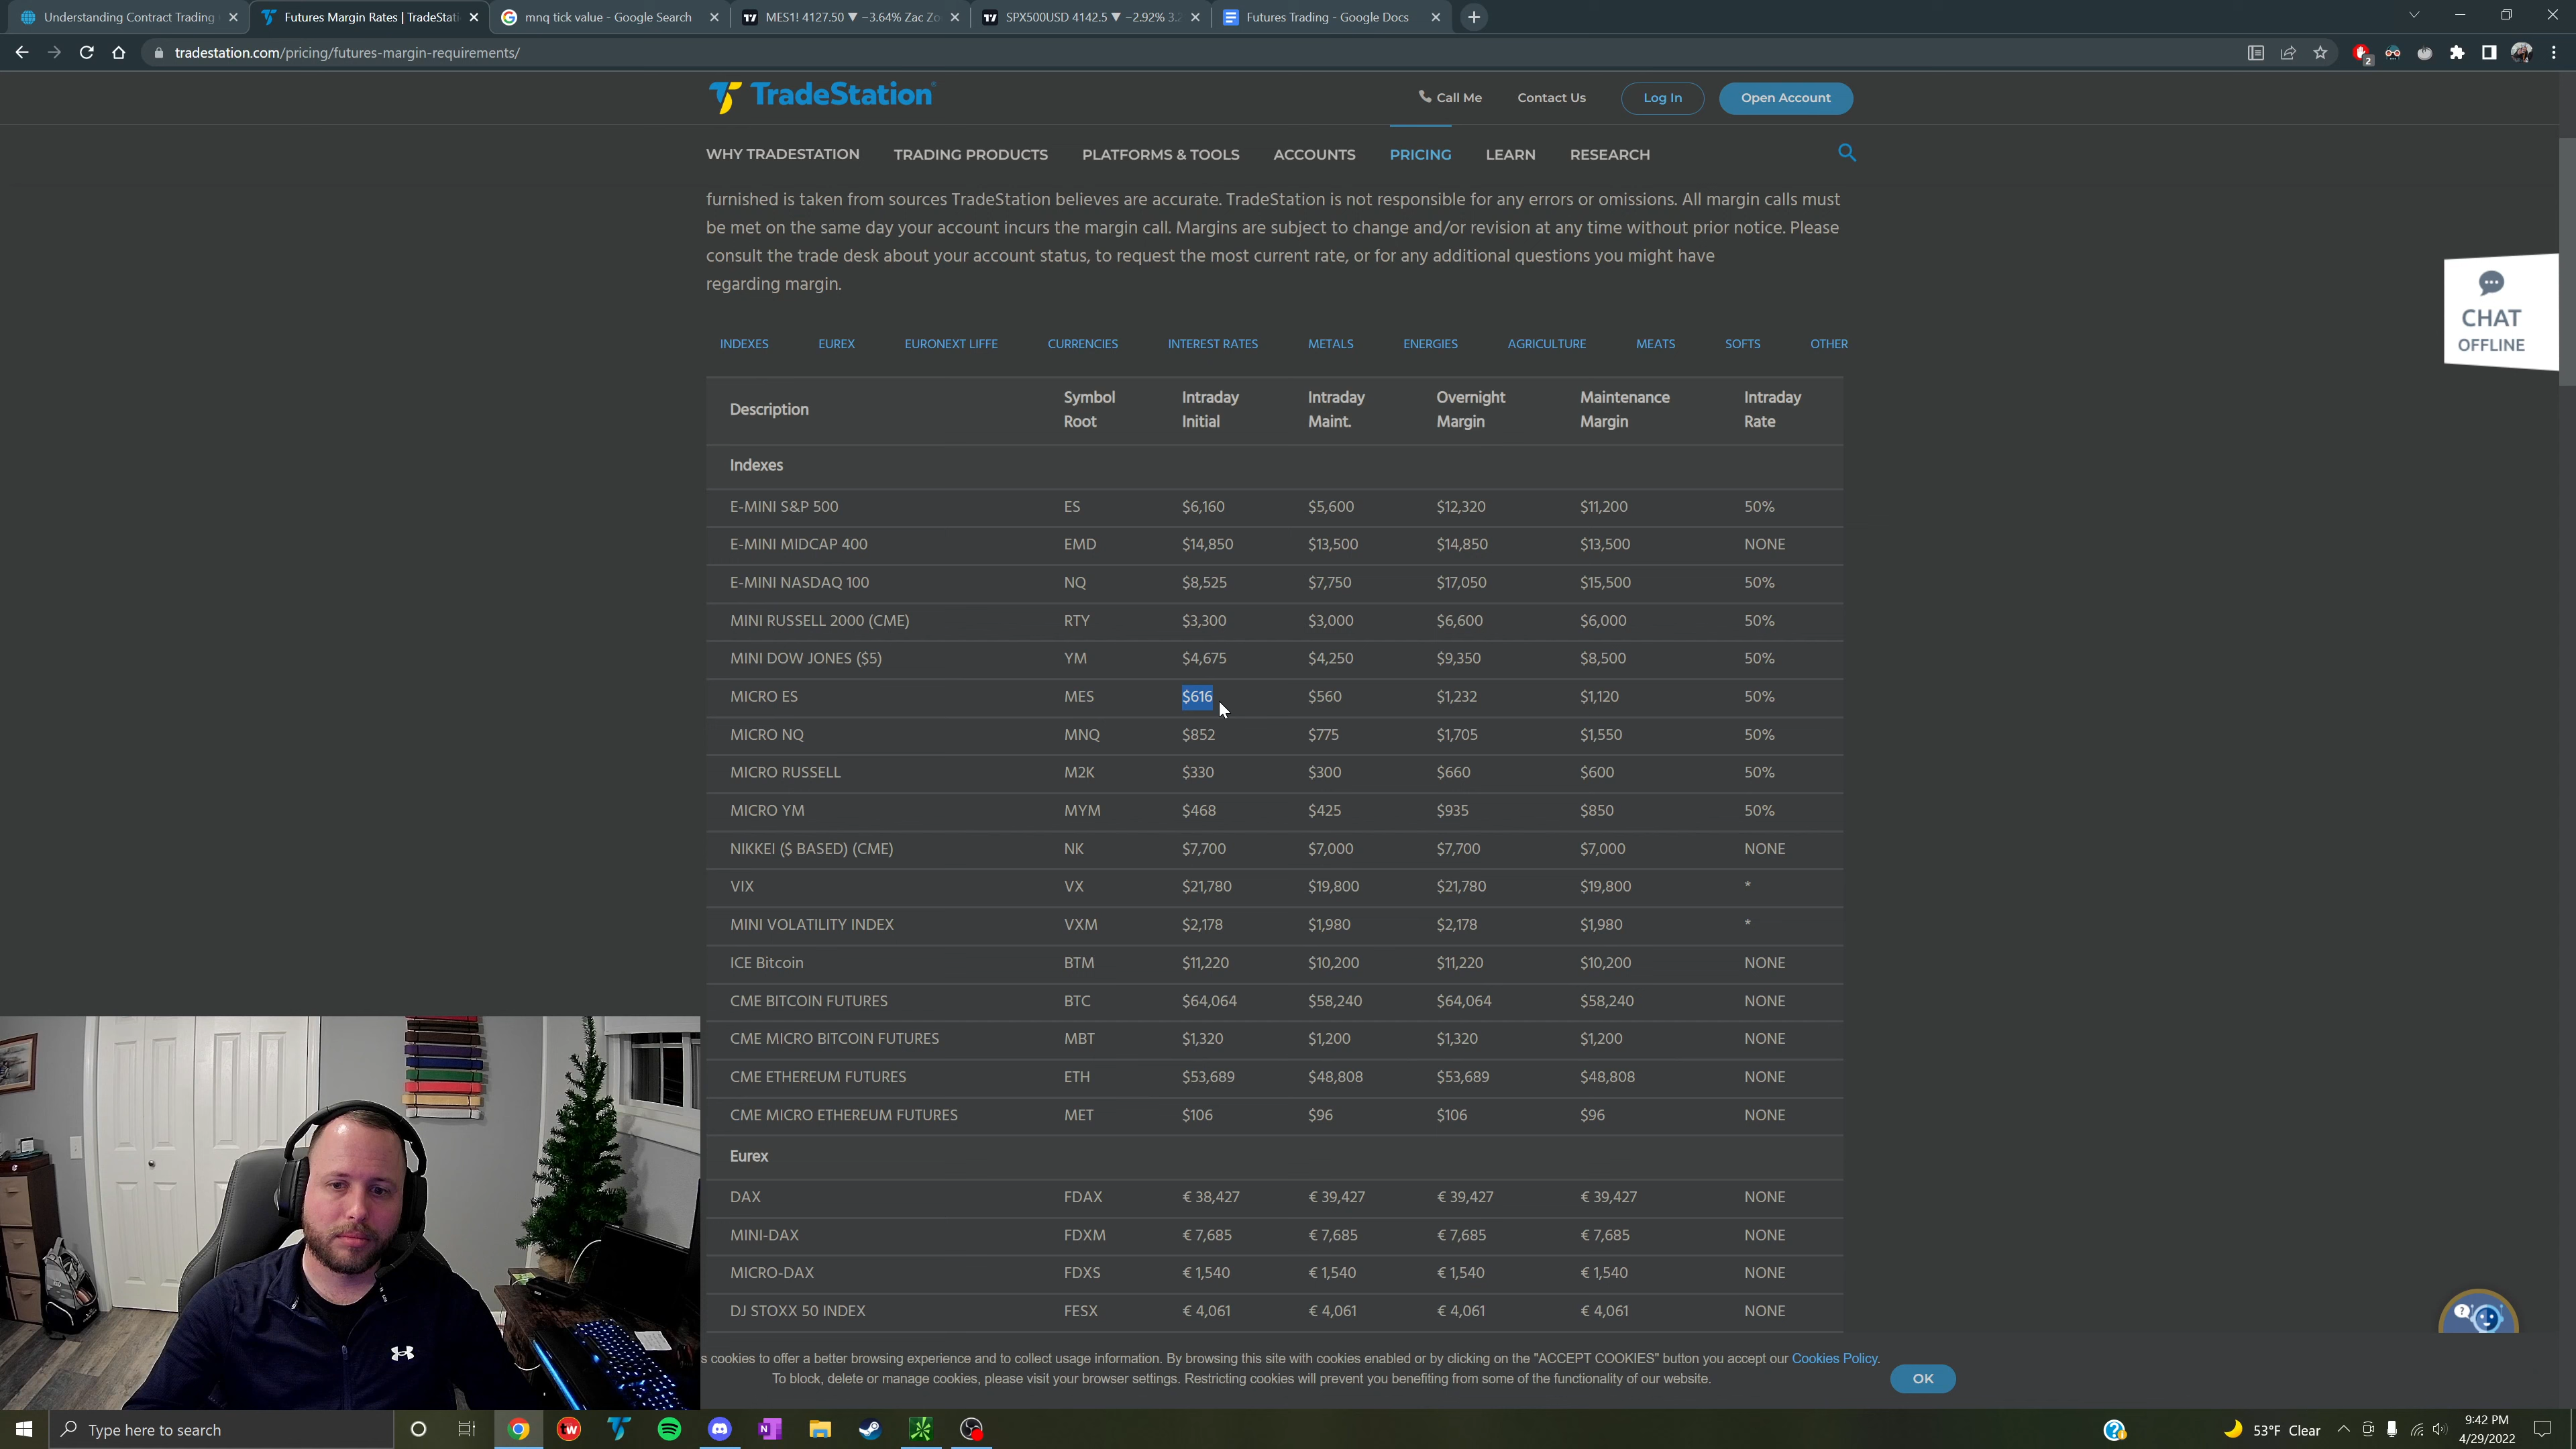 Understanding Contract Trading
Futures Margin Rates | TradeStati
mnq tick value - Google Search
MES1! 4127.50 ▼ −3.64% Zac Zo
SPX500USD 4142.5 ▼ −2.92% 3.
Futures Trading - Google Docs
tradestation.com/pricing/futures-margin-requirements/
2
TradeStation
Call Me
Contact Us
Log In
Open Account
WHY TRADESTATION
TRADING PRODUCTS
PLATFORMS & TOOLS
ACCOUNTS
PRICING
LEARN
RESEARCH
furnished is taken from sources TradeStation believes are accurate. TradeStation is not responsible for any errors or omissions. All margin calls must
be met on the same day your account incurs the margin call. Margins are subject to change and/or revision at any time without prior notice. Please
consult the trade desk about your account status, to request the most current rate, or for any additional questions you might have
regarding margin.
CHAT
OFFLINE
INDEXES EUREX EURONEXT LIFFE CURRENCIES INTEREST RATES METALS ENERGIES AGRICULTURE MEATS SOFTS OTHER
Description Symbol Root Intraday Initial Intraday Maint. Overnight Margin Maintenance Margin Intraday Rate
Indexes
E-MINI S&P 500 ES $6,160 $5,600 $12,320 $11,200 50%
E-MINI MIDCAP 400 EMD $14,850 $13,500 $14,850 $13,500 NONE
E-MINI NASDAQ 100 NQ $8,525 $7,750 $17,050 $15,500 50%
MINI RUSSELL 2000 (CME) RTY $3,300 $3,000 $6,600 $6,000 50%
MINI DOW JONES ($5) YM $4,675 $4,250 $9,350 $8,500 50%
MICRO ES MES $616 $560 $1,232 $1,120 50%
MICRO NQ MNQ $852 $775 $1,705 $1,550 50%
MICRO RUSSELL M2K $330 $300 $660 $600 50%
MICRO YM MYM $468 $425 $935 $850 50%
NIKKEI ($ BASED) (CME) NK $7,700 $7,000 $7,700 $7,000 NONE
VIX VX $21,780 $19,800 $21,780 $19,800 *
MINI VOLATILITY INDEX VXM $2,178 $1,980 $2,178 $1,980 *
ICE Bitcoin BTM $11,220 $10,200 $11,220 $10,200 NONE
CME BITCOIN FUTURES BTC $64,064 $58,240 $64,064 $58,240 NONE
CME MICRO BITCOIN FUTURES MBT $1,320 $1,200 $1,320 $1,200 NONE
CME ETHEREUM FUTURES ETH $53,689 $48,808 $53,689 $48,808 NONE
CME MICRO ETHEREUM FUTURES MET $106 $96 $106 $96 NONE
Eurex
DAX FDAX € 38,427 € 39,427 € 39,427 € 39,427 NONE
MINI-DAX FDXM € 7,685 € 7,685 € 7,685 € 7,685 NONE
MICRO-DAX FDXS € 1,540 € 1,540 € 1,540 € 1,540 NONE
DJ STOXX 50 INDEX FESX € 4,061 € 4,061 € 4,061 € 4,061 NONE
s cookies to offer a better browsing experience and to collect usage information. By browsing this site with cookies enabled or by clicking on the "ACCEPT COOKIES" button you accept our Cookies Policy.
To block, delete or manage cookies, please visit your browser settings. Restricting cookies will prevent you benefiting from some of the functionality of our website.
OK
Type here to search
tw
53°F Clear
9:42 PM
4/29/2022